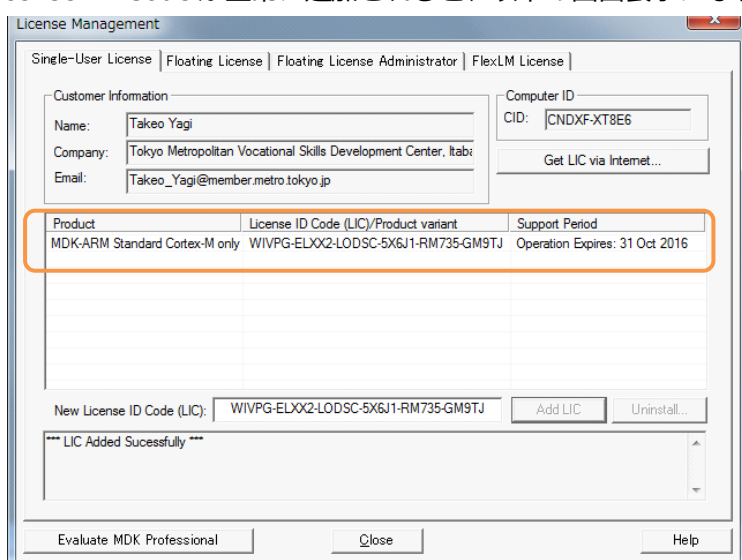 License Management
Single-User License Floating License Floating License Administrator FlexLM License
Customer Information
Name: Takeo Yagi
Company: Tokyo Metropolitan Vocational Skills Development Center, Itaba
Email: Takeo_Yagi@member.metro.tokyo.jp
Computer ID
CID: CNDXF-XT8E6
Get LIC via Internet...
Product License ID Code (LIC)/Product variant Support Period
MDK-ARM Standard Cortex-M only WIVPG-ELXX2-LODSC-5X6J1-RM735-GM9TJ Operation Expires: 31 Oct 2016
New License ID Code (LIC): WIVPG-ELXX2-LODSC-5X6J1-RM735-GM9TJ Add LIC Uninstall...
*** LIC Added Sucessfully ***
Evaluate MDK Professional Close Help